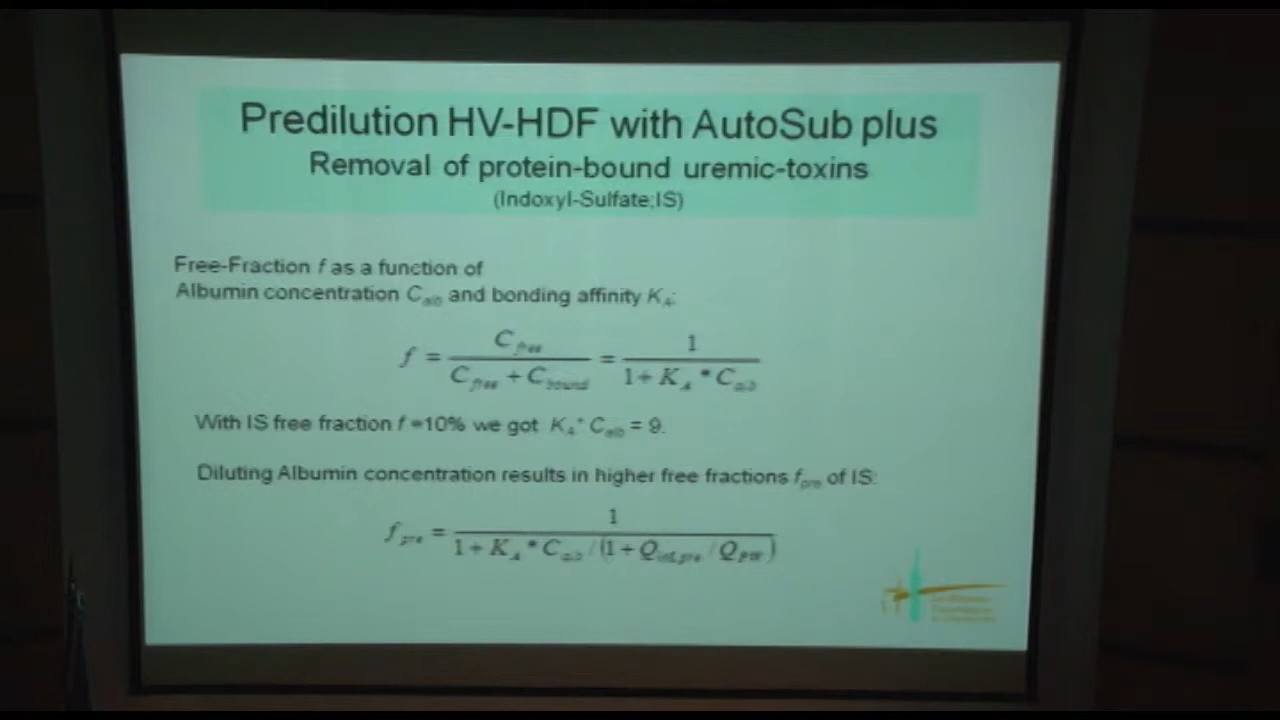 Predilution HV-HDF with AutoSub plus
Removal of protein-bound uremic-toxins
(Indoxyl-Sulfate;IS)
Free-Fraction f as a function of
Albumin concentration C_alb and bonding affinity K_A:
f = C_free / (C_free + C_bound) = 1 / (1 + K_A * C_alb)
With IS free fraction f =10% we got K_A* C_alb = 9.
Diluting Albumin concentration results in higher free fractions f_pre of IS:
f_pre = 1 / (1 + K_A * C_alb / (1 + Q_inf,pre / Q_PW))